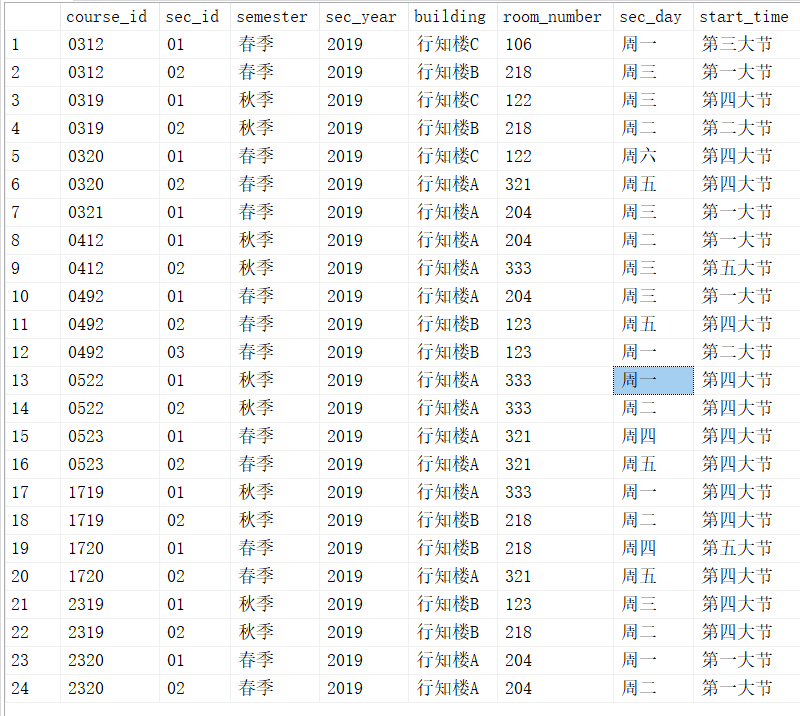 course_id sec_id semester sec_year building room_number sec_day start_time
1 0312 01 春季 2019 行知楼C 106 周一 第三大节
2 0312 02 春季 2019 行知楼B 218 周三 第一大节
3 0319 01 秋季 2019 行知楼C 122 周三 第四大节
4 0319 02 秋季 2019 行知楼B 218 周二 第二大节
5 0320 01 春季 2019 行知楼C 122 周六 第四大节
6 0320 02 春季 2019 行知楼A 321 周五 第四大节
7 0321 01 春季 2019 行知楼A 204 周三 第一大节
8 0412 01 秋季 2019 行知楼A 204 周二 第一大节
9 0412 02 秋季 2019 行知楼A 333 周三 第五大节
10 0492 01 春季 2019 行知楼A 204 周三 第一大节
11 0492 02 春季 2019 行知楼B 123 周五 第四大节
12 0492 03 春季 2019 行知楼B 123 周一 第二大节
13 0522 01 秋季 2019 行知楼A 333 周一 第四大节
14 0522 02 秋季 2019 行知楼A 333 周二 第四大节
15 0523 01 春季 2019 行知楼A 321 周四 第四大节
16 0523 02 春季 2019 行知楼A 321 周五 第四大节
17 1719 01 秋季 2019 行知楼A 333 周一 第四大节
18 1719 02 秋季 2019 行知楼B 218 周二 第四大节
19 1720 01 春季 2019 行知楼B 218 周四 第五大节
20 1720 02 春季 2019 行知楼A 321 周五 第四大节
21 2319 01 秋季 2019 行知楼B 123 周三 第四大节
22 2319 02 秋季 2019 行知楼B 218 周二 第四大节
23 2320 01 春季 2019 行知楼A 204 周一 第一大节
24 2320 02 春季 2019 行知楼A 204 周二 第一大节